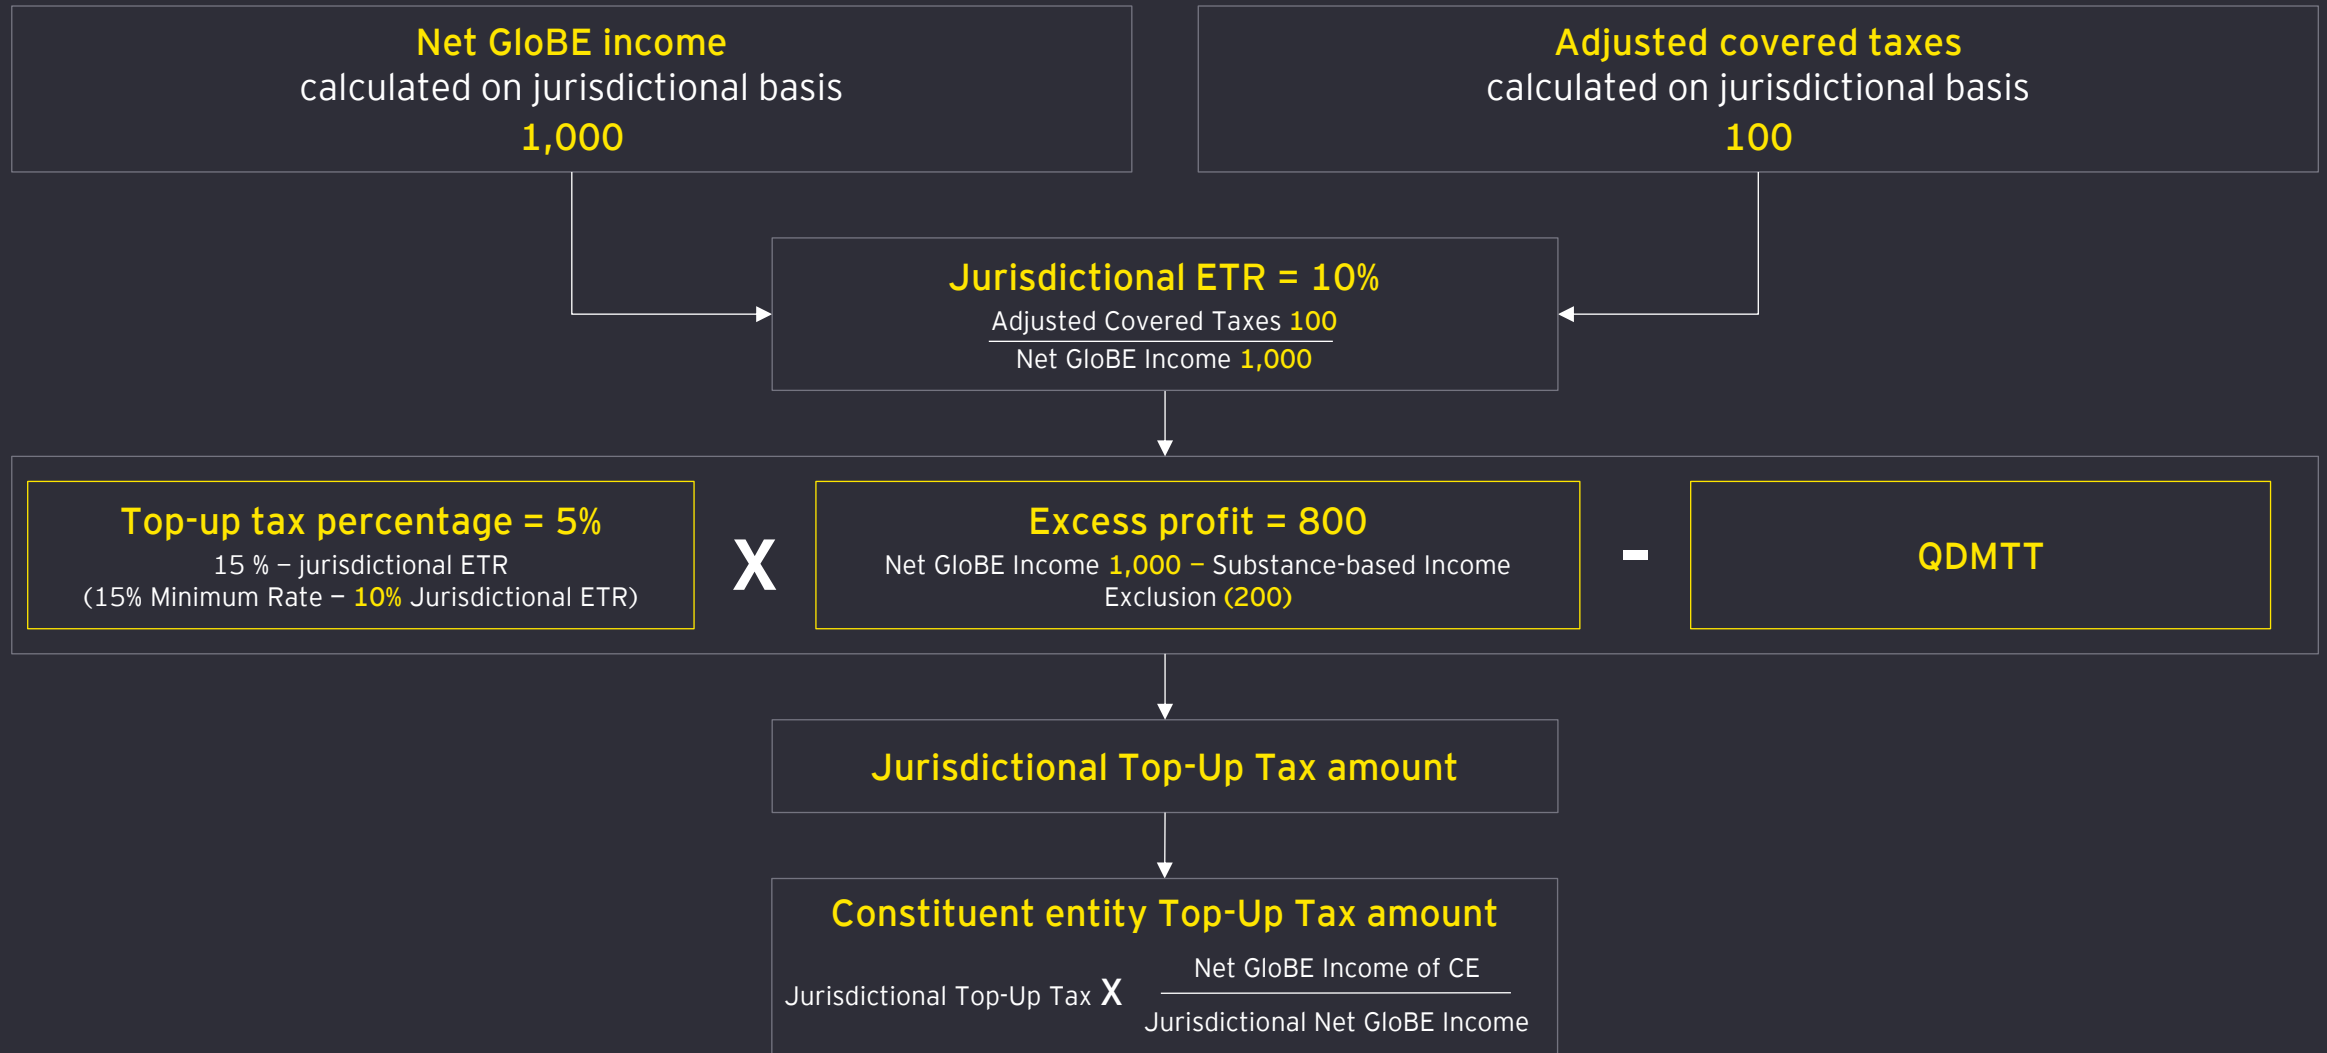 Net GloBE income
calculated on jurisdictional basis
1,000
Adjusted covered taxes
calculated on jurisdictional basis
100
Jurisdictional ETR = 10%
Adjusted Covered Taxes 100
Net GloBE Income 1,000
Top-up tax percentage = 5%
15 % – jurisdictional ETR
(15% Minimum Rate – 10% Jurisdictional ETR)
X
Excess profit = 800
Net GloBE Income 1,000 – Substance-based Income
Exclusion (200)
-
QDMTT
Jurisdictional Top-Up Tax amount
Constituent entity Top-Up Tax amount
Jurisdictional Top-Up Tax X
Net GloBE Income of CE
Jurisdictional Net GloBE Income